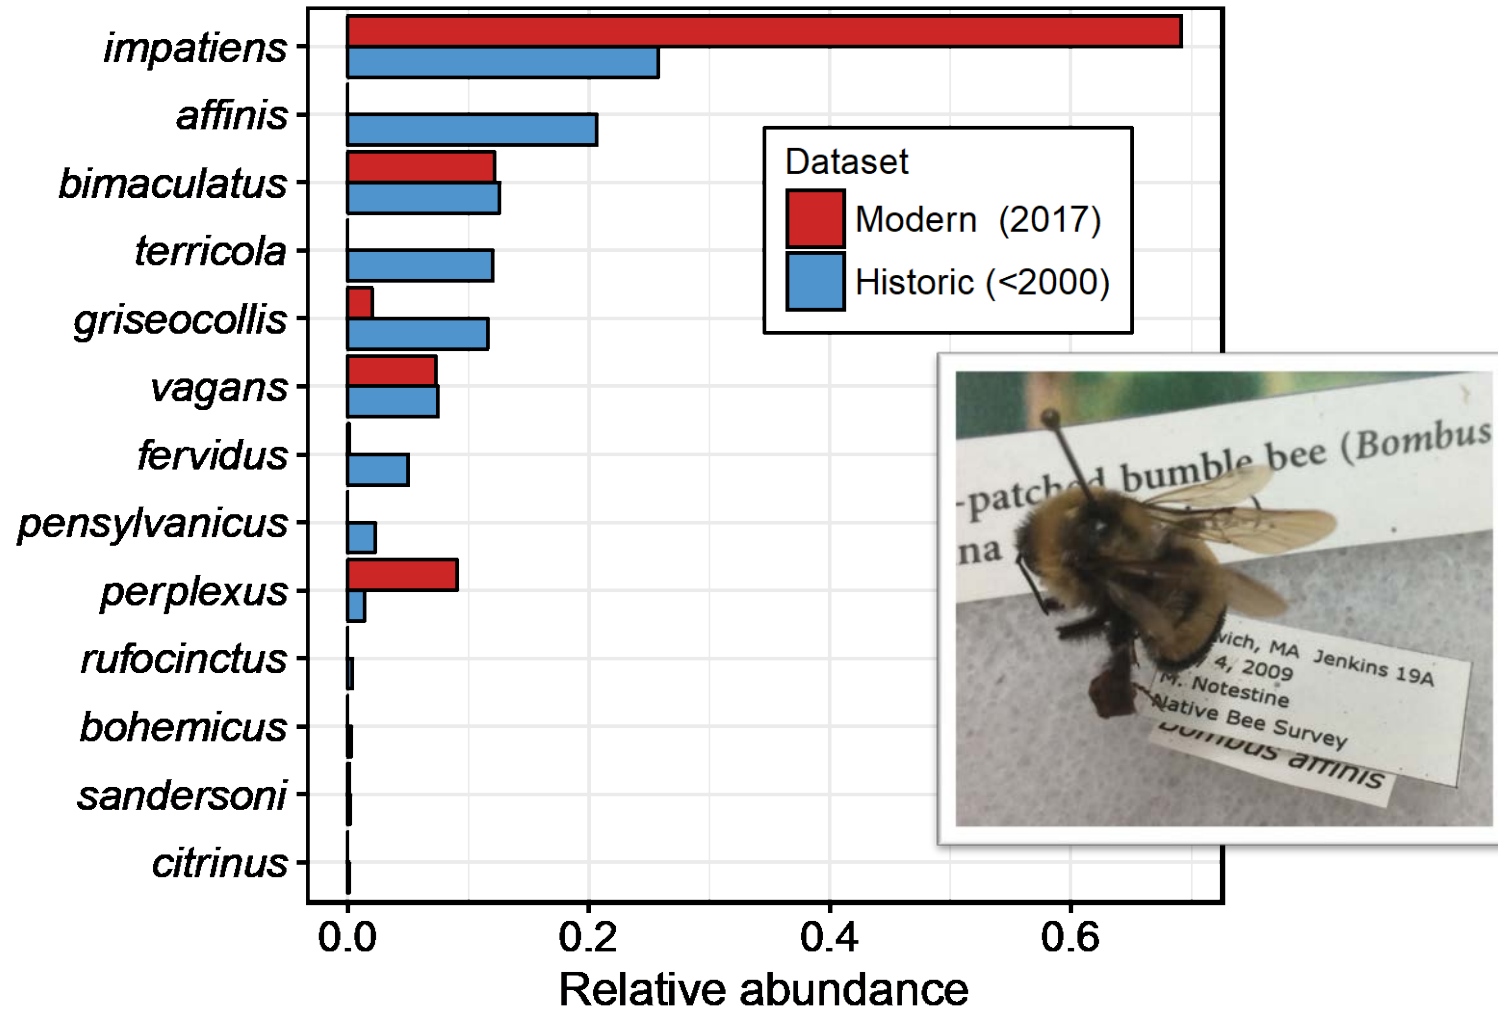 impatiens
affinis
bimaculatus
terricola
griseocollis
vagans
fervidus
pensylvanicus
perplexus
rufocinctus
bohemicus
sandersoni
citrinus
0.0 0.2 0.4 0.6
Relative abundance
Dataset
Modern (2017)
Historic (<2000)
-patched bumble bee (Bombus
na
wich, MA Jenkins 19A
4, 2009
M. Notestine
Native Bee Survey
Bombus affinis